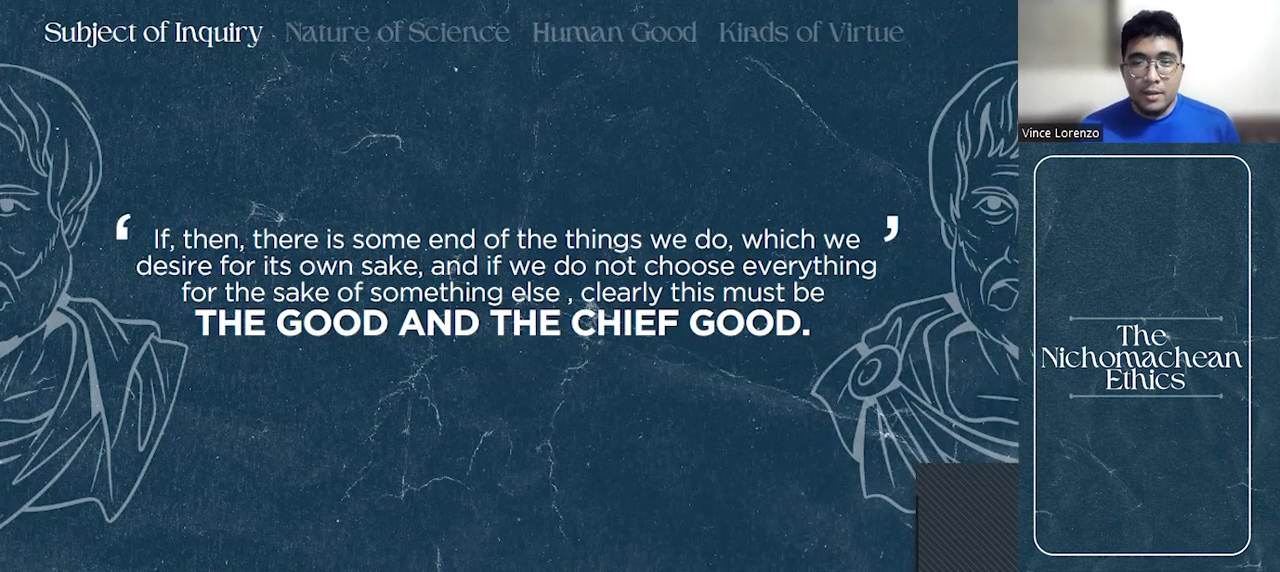 Subject of Inquiry Nature of Science Human Good Kinds of Virtue
‘ If, then, there is some end of the things we do, which we ’
desire for its own sake, and if we do not choose everything
for the sake of something else , clearly this must be
THE GOOD AND THE CHIEF GOOD.
Vince Lorenzo
The
Nichomachean
Ethics